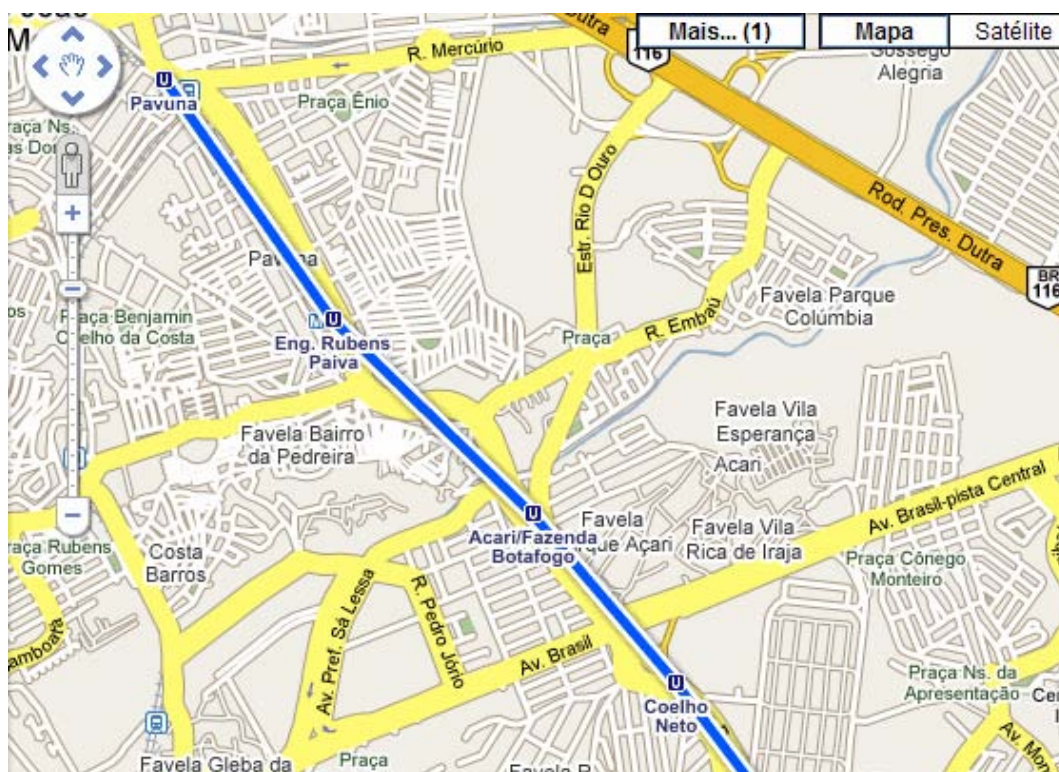 Mais... (1)
Mapa
Satélite
Dutra
116
R. Mercúrio
Sossego
Alegria
Pavuna
Praça Ênio
Estr. Rio D Ouro
Rod. Pres. Dutra
BR
116
Pavuna
Favela Parque
Colúmbia
Praça Benjamin
Coelho da Costa
Eng. Rubens
Paiva
Praça
R. Embaú
Favela Bairro
da Pedreira
Favela Vila
Esperança
Acari
Av. Brasil-pista Central
Acari/Fazenda
Botafogo
Favela
Favela Vila
Rica de Iraja
Açari
Praça Cônego
Monteiro
Rubens
Gomes
Costa
Barros
Av. Pref. Sá Lessa
R. Pedro Jório
Av. Brasil
Coelho
Neto
Praça Ns. da
Apresentação
Favela Gleba da
Praça
Favela